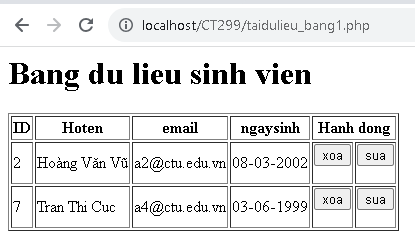 localhost/CT299/taidulieu_bang1.php
Bang du lieu sinh vien
ID Hoten email ngaysinh Hanh dong
2 Hoàng Văn Vũ a2@ctu.edu.vn 08-03-2002 xoa sua
7 Tran Thi Cuc a4@ctu.edu.vn 03-06-1999 xoa sua